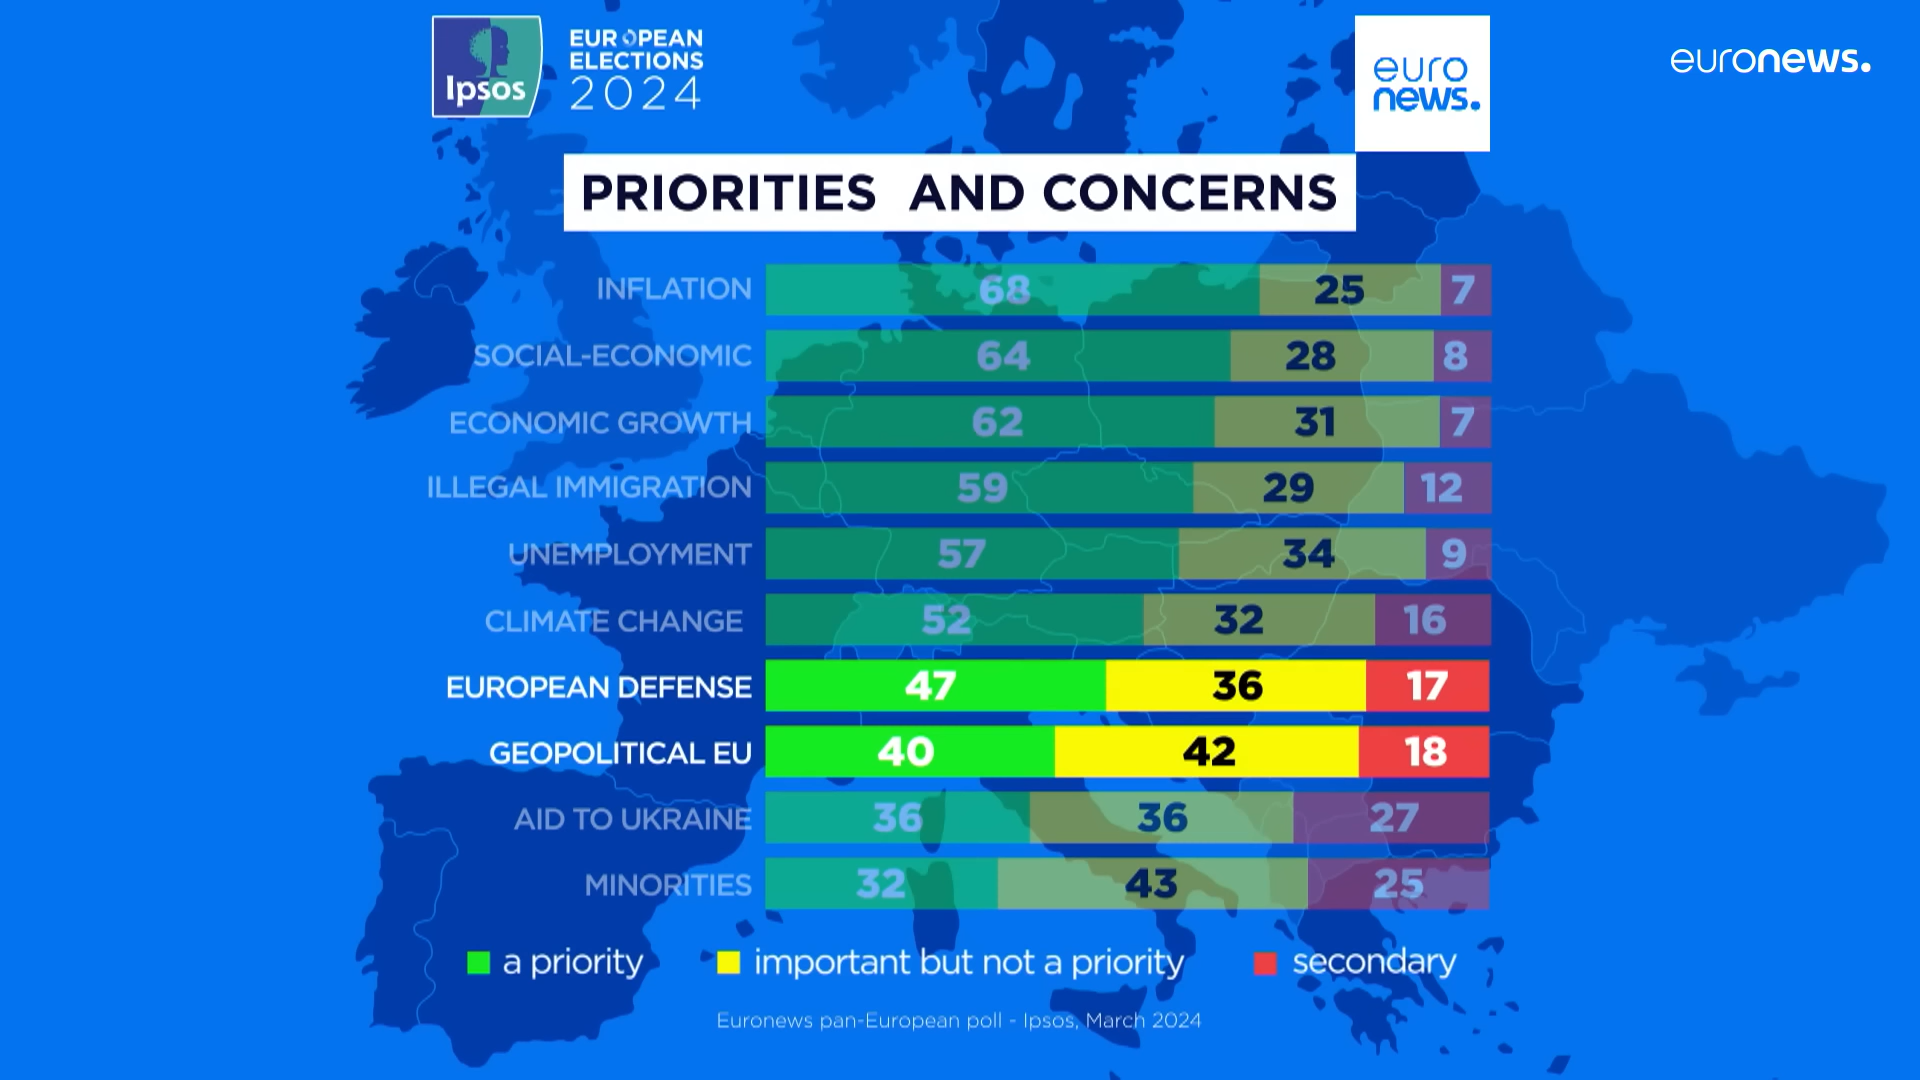 Ipsos
EUROPEAN
ELECTIONS
2024
euro
news.
euronews.
PRIORITIES AND CONCERNS
INFLATION 68 25 7
SOCIAL-ECONOMIC 64 28 8
ECONOMIC GROWTH 62 31 7
ILLEGAL IMMIGRATION 59 29 12
UNEMPLOYMENT 57 34 9
CLIMATE CHANGE 52 32 16
EUROPEAN DEFENSE 47 36 17
GEOPOLITICAL EU 40 42 18
AID TO UKRAINE 36 36 27
MINORITIES 32 43 25
a priority important but not a priority secondary
Euronews pan-European poll - Ipsos, March 2024